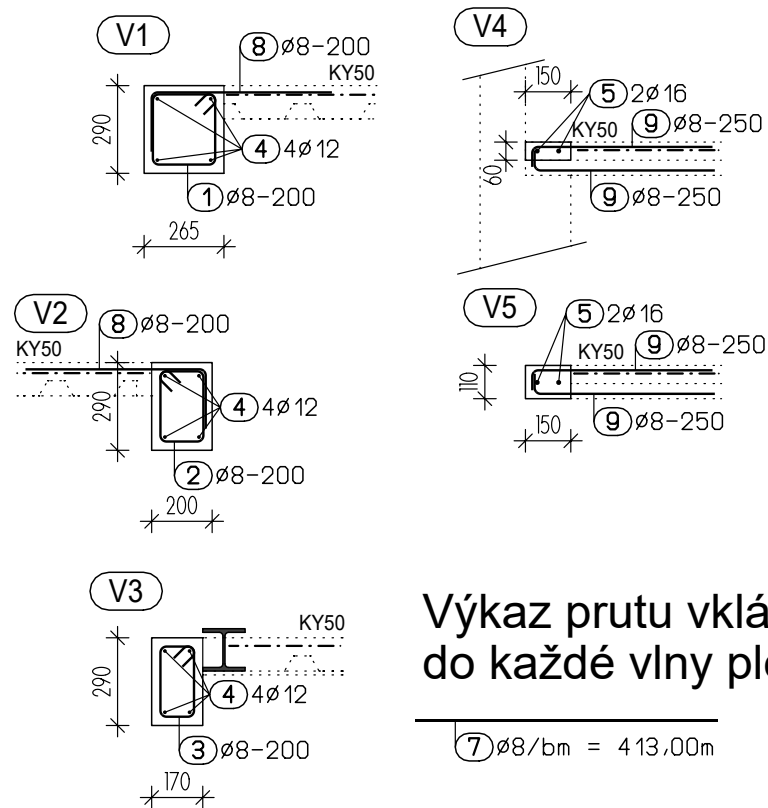 V1
8 ø8-200
KY50
290
4 4ø12
1 ø8-200
265
V2
8 ø8-200
KY50
290
4 4ø12
2 ø8-200
200
V3
KY50
290
4 4ø12
3 ø8-200
170
V4
150
5 2ø16
KY50
9 ø8-250
60
9 ø8-250
V5
5 2ø16
KY50
9 ø8-250
110
9 ø8-250
150
Výkaz prutu vklá
do každé vlny
7 ø8/bm = 413,00m